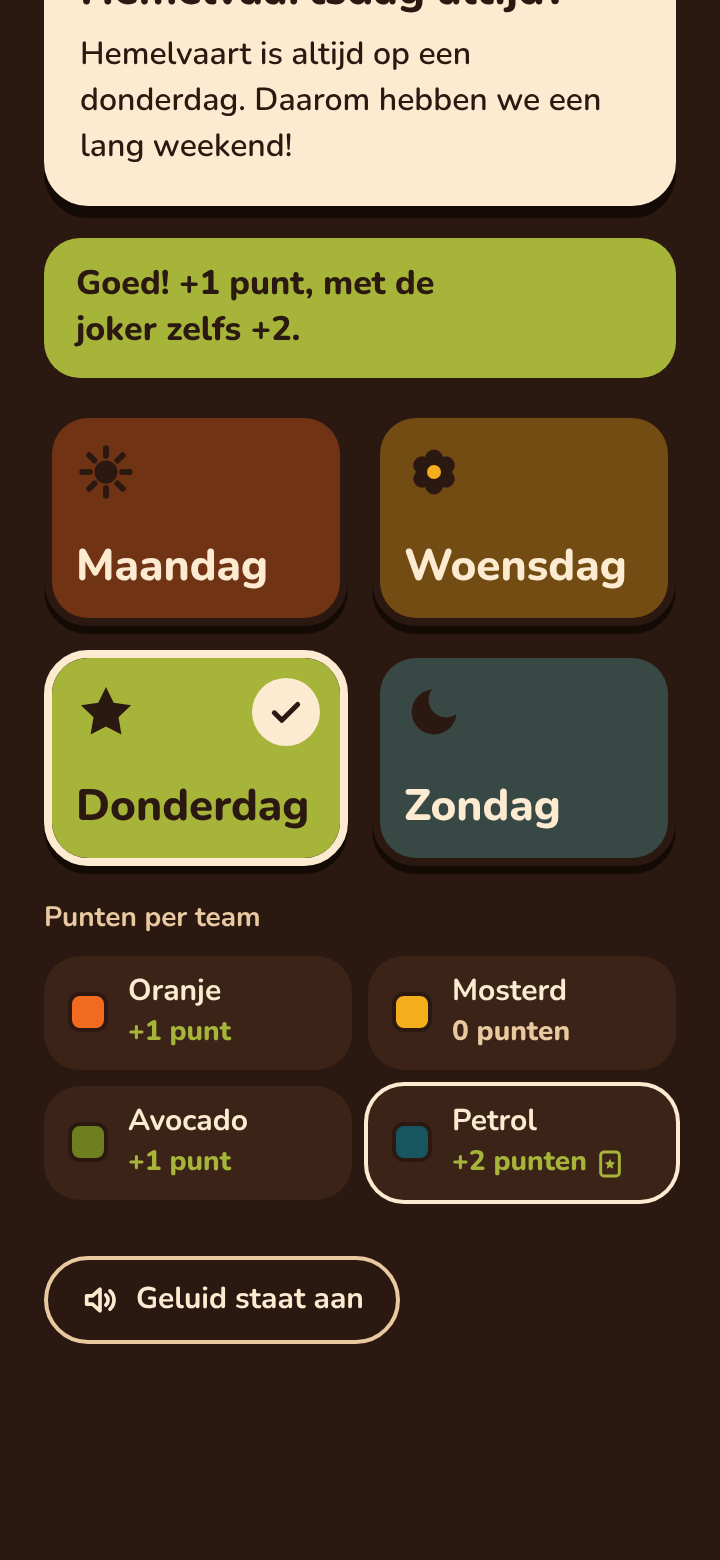 Hemelvaartsdag altijd?
Hemelvaart is altijd op een
donderdag. Daarom hebben we een
lang weekend!
Goed! +1 punt, met de
joker zelfs +2.
Maandag
Woensdag
Donderdag
Zondag
Punten per team
Oranje
+1 punt
Mosterd
0 punten
Avocado
+1 punt
Petrol
+2 punten
Geluid staat aan